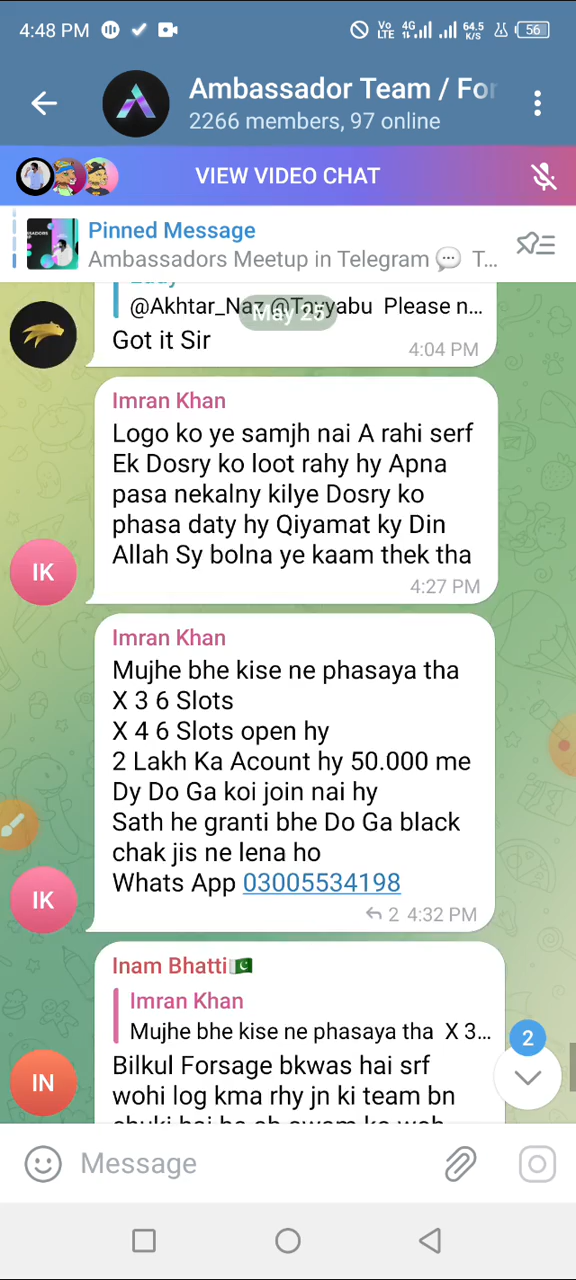 4:48 PM
Vo LTE 4G 64.5 K/S 56
Ambassador Team / For
2266 members, 97 online
VIEW VIDEO CHAT
Pinned Message
Ambassadors Meetup in Telegram 💬 T...
@Akhtar_Naz @Tayyabu Please n...
May 25
Got it Sir
4:04 PM
Imran Khan
Logo ko ye samjh nai A rahi serf
Ek Dosry ko loot rahy hy Apna
pasa nekalny kilye Dosry ko
phasa daty hy Qiyamat ky Din
Allah Sy bolna ye kaam thek tha
IK
4:27 PM
Imran Khan
Mujhe bhe kise ne phasaya tha
X 3 6 Slots
X 4 6 Slots open hy
2 Lakh Ka Acount hy 50.000 me
Dy Do Ga koi join nai hy
Sath he granti bhe Do Ga black
chak jis ne lena ho
Whats App 03005534198
IK
2 4:32 PM
Inam Bhatti🇵🇰
Imran Khan
Mujhe bhe kise ne phasaya tha X 3...
2
Bilkul Forsage bkwas hai srf
IN
wohi log kma rhy jn ki team bn
Message